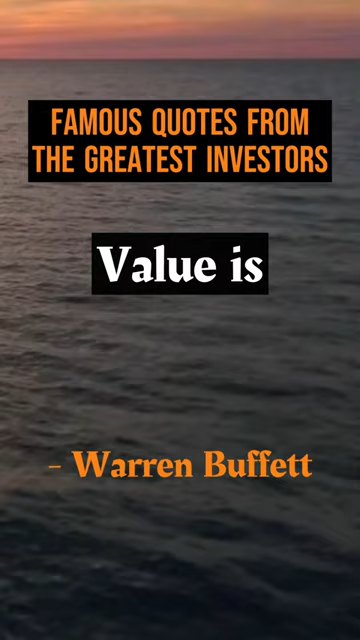 FAMOUS QUOTES FROM
THE GREATEST INVESTORS
Value is
- Warren Buffett